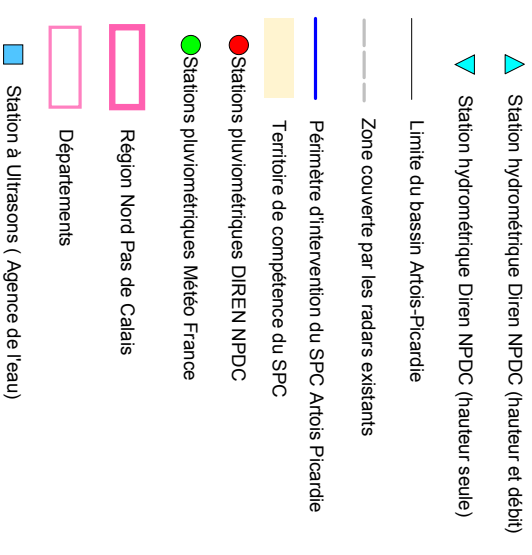 Station hydrométrique Diren NPDC (hauteur et débit)
Station hydrométrique Diren NPDC (hauteur seule)
Limite du bassin Artois-Picardie
Zone couverte par les radars existants
Périmètre d'intervention du SPC Artois Picardie
Territoire de compétence du SPC
Stations pluviométriques DIREN NPDC
Stations pluviométriques Météo France
Région Nord Pas de Calais
Départements
Station à Ultrasons ( Agence de l'eau)